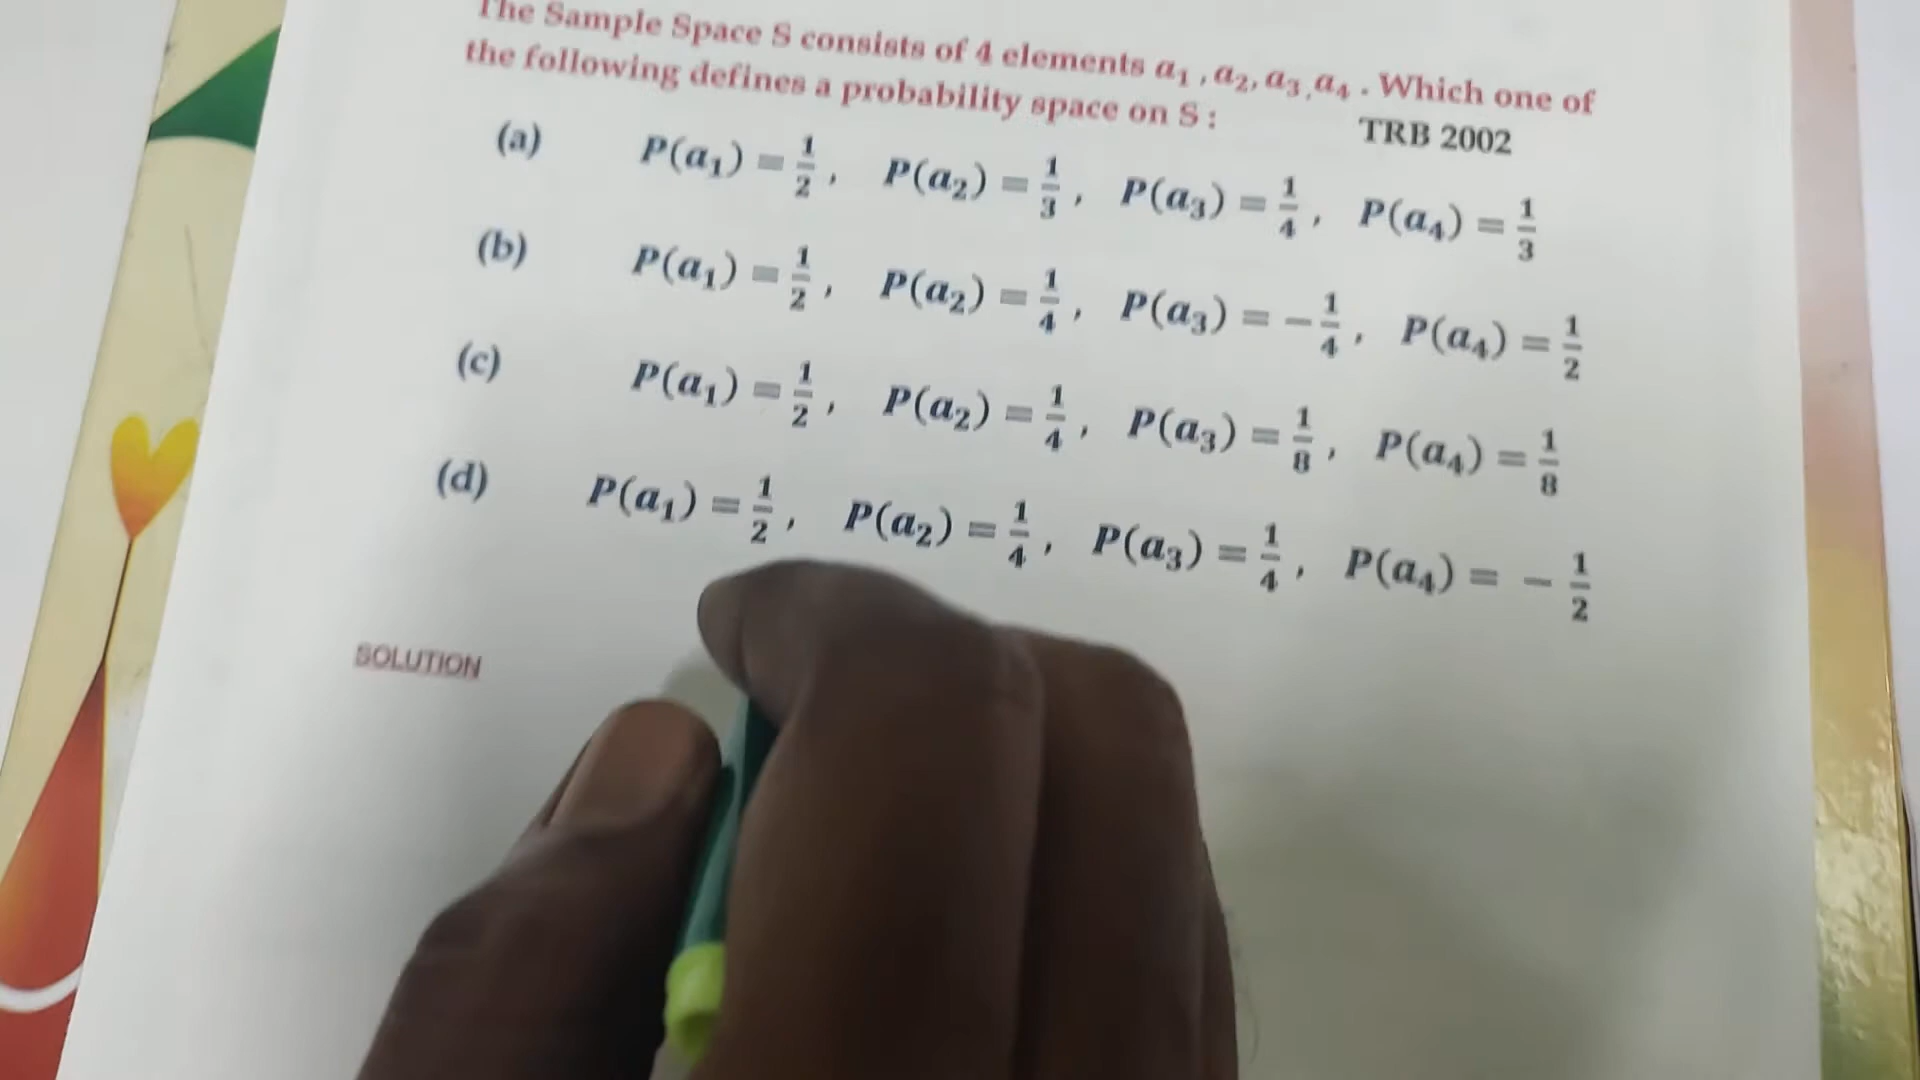 The Sample Space S consists of 4 elements a₁, a₂, a₃, a₄. Which one of
the following defines a probability space on S :
TRB 2002
(a) P(a₁) = 1/2, P(a₂) = 1/3, P(a₃) = 1/4, P(a₄) = 1/3
(b) P(a₁) = 1/2, P(a₂) = 1/4, P(a₃) = −1/4, P(a₄) = 1/2
(c) P(a₁) = 1/2, P(a₂) = 1/4, P(a₃) = 1/8, P(a₄) = 1/8
(d) P(a₁) = 1/2, P(a₂) = 1/4, P(a₃) = 1/4, P(a₄) = − 1/2
SOLUTION